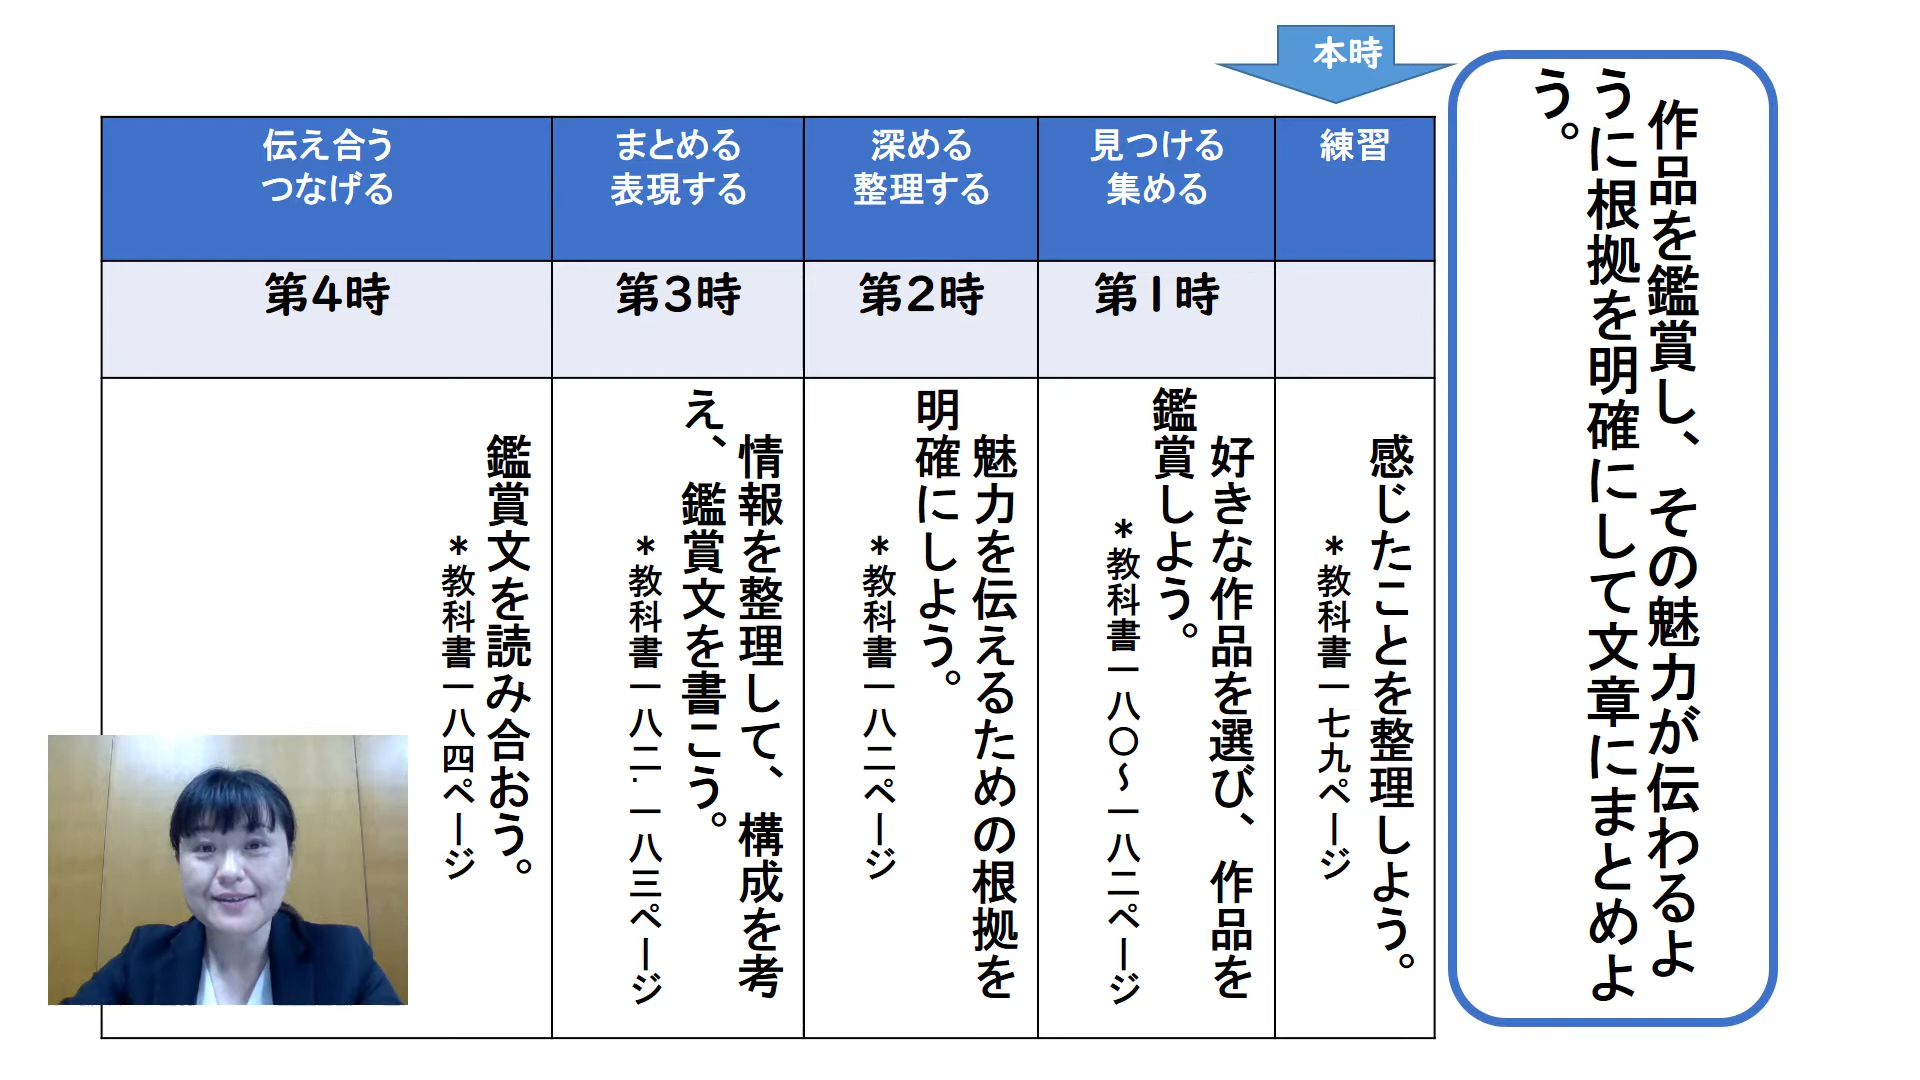 本時
作品を鑑賞し、その魅力が伝わるよ
うに根拠を明確にして文章にまとめよ
う。
練習
感じたことを整理しよう。
＊教科書一七九ページ
見つける
集める
第1時
好きな作品を選び、作品を
鑑賞しよう。
＊教科書一八〇～一八二ページ
深める
整理する
第2時
魅力を伝えるための根拠を
明確にしよう。
＊教科書一八二ページ
まとめる
表現する
第3時
情報を整理して、構成を考
え、鑑賞文を書こう。
＊教科書一八二・一八三ページ
伝え合う
つなげる
第4時
鑑賞文を読み合おう。
＊教科書一八四ページ